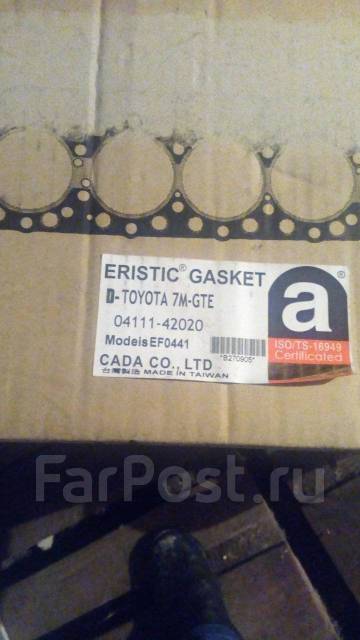 ERISTIC® GASKET
D-TOYOTA 7M-GTE
04111-42020
Models EF0441
*B270905*
CADA CO., LTD
台灣製造 MADE IN TAIWAN
a
ISO/TS-16949
Certificated
FarPost.ru